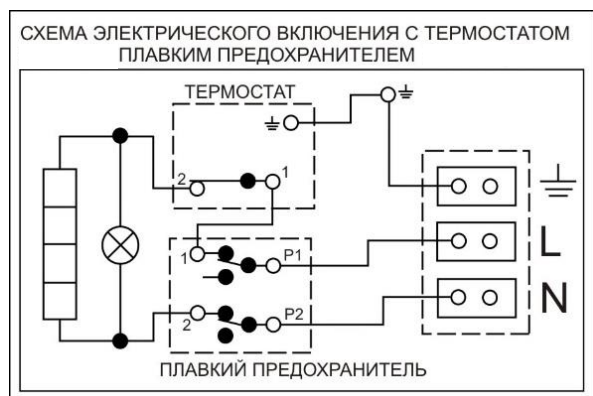 СХЕМА ЭЛЕКТРИЧЕСКОГО ВКЛЮЧЕНИЯ С ТЕРМОСТАТОМ
ПЛАВКИМ ПРЕДОХРАНИТЕЛЕМ
ТЕРМОСТАТ
2
1
1
P1
L
2
P2
N
ПЛАВКИЙ ПРЕДОХРАНИТЕЛЬ